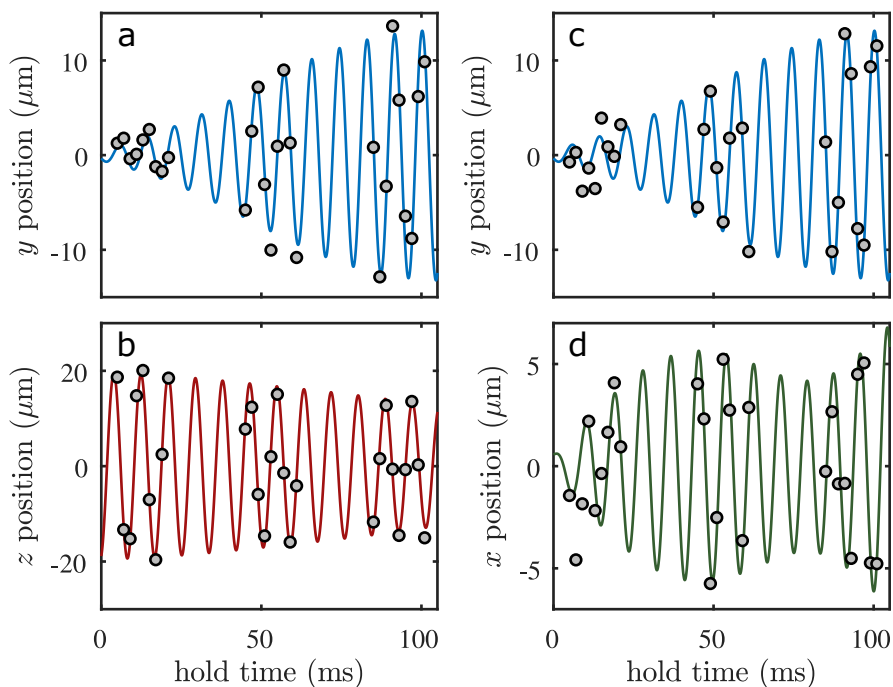 a
10
0
-10
y position (μm)
c
10
0
-10
y position (μm)
b
20
0
-20
z position (μm)
0
50
100
hold time (ms)
d
5
0
-5
x position (μm)
0
50
100
hold time (ms)